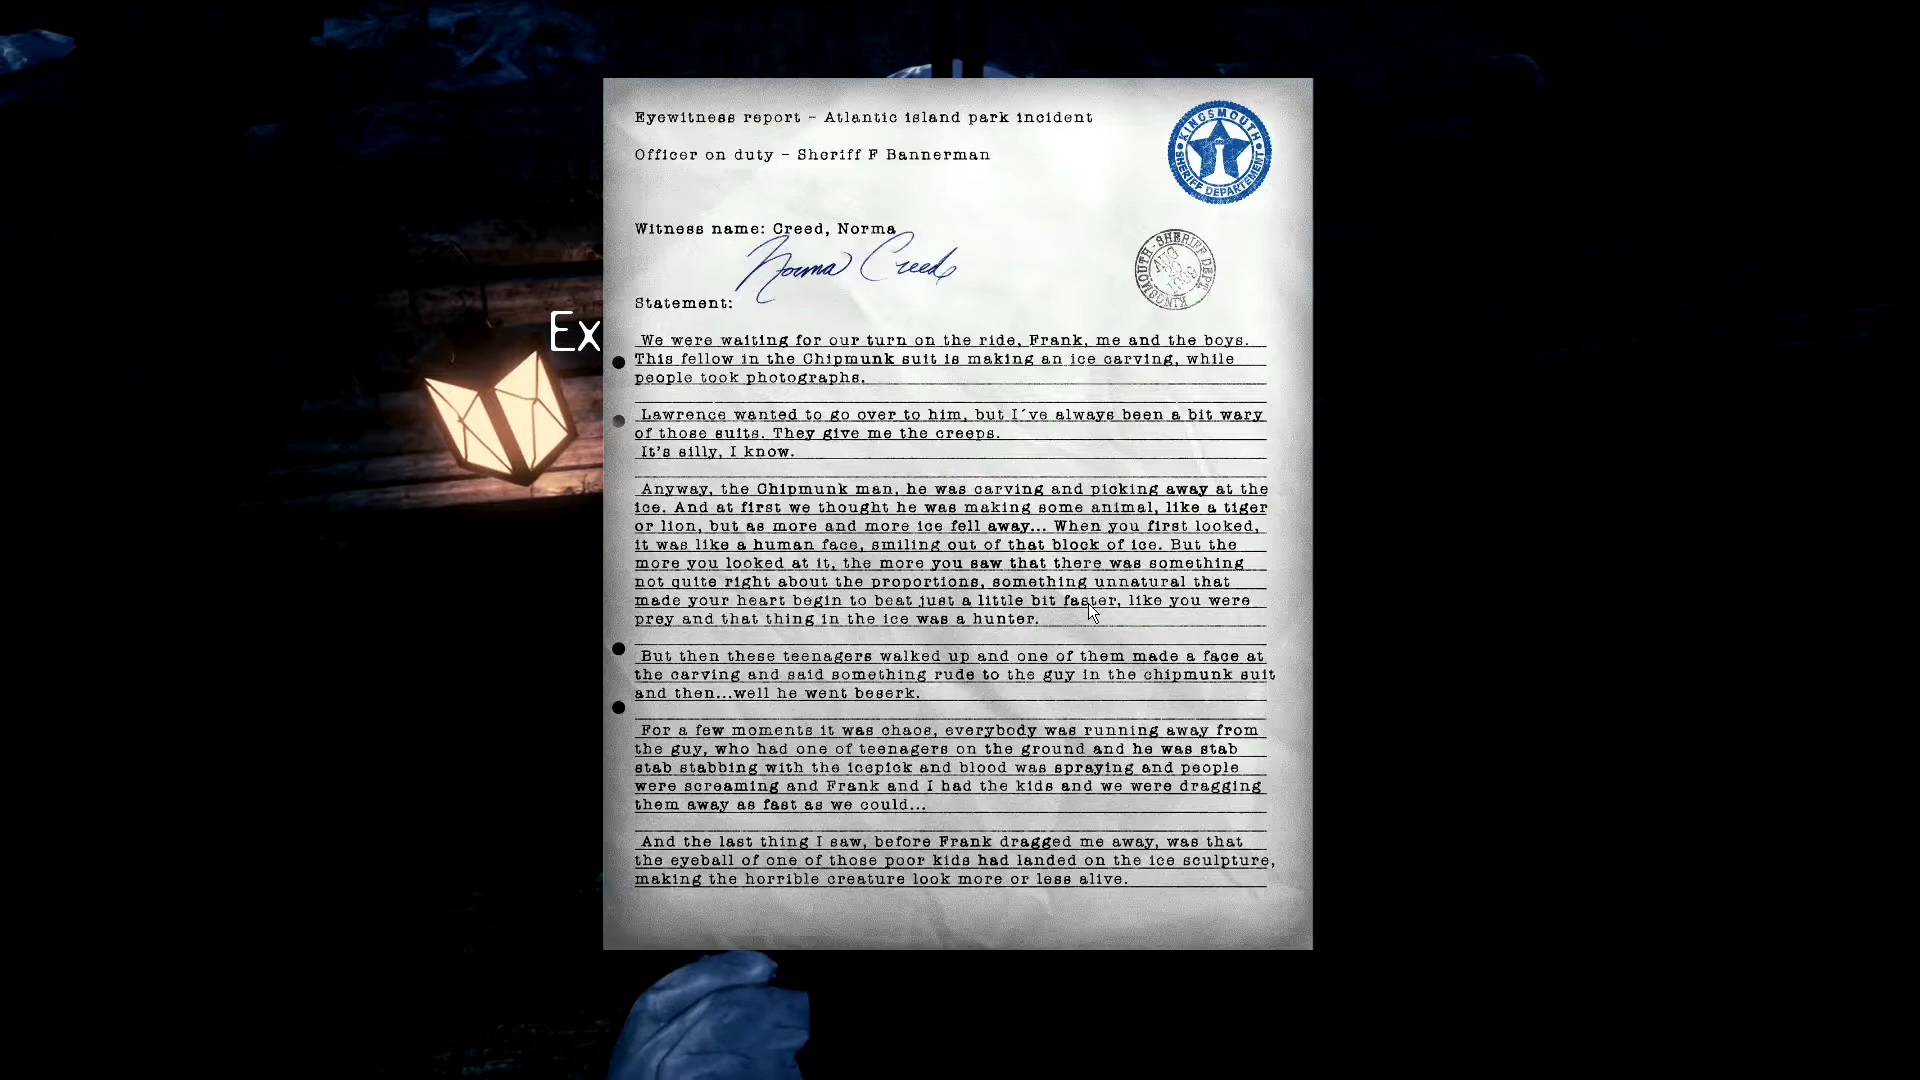 Eyewitness report - Atlantic island park incident
KINGSMOUTH
SHERIFF DEPARTEMENT
Officer on duty - Sheriff F Bannerman
Witness name: Creed, Norma
Norma Creed
KINGSMOUTH - SHERIFF DEPT
AUG
Statement:
Ex
We were waiting for our turn on the ride, Frank, me and the boys.
This fellow in the Chipmunk suit is making an ice carving, while
people took photographs.
Lawrence wanted to go over to him, but I´ve always been a bit wary
of those suits. They give me the creeps.
It's silly, I know.
Anyway, the Chipmunk man, he was carving and picking away at the
ice. And at first we thought he was making some animal, like a tiger
or lion, but as more and more ice fell away... When you first looked,
it was like a human face, smiling out of that block of ice. But the
more you looked at it, the more you saw that there was something
not quite right about the proportions, something unnatural that
made your heart begin to beat just a little bit faster, like you were
prey and that thing in the ice was a hunter.
But then these teenagers walked up and one of them made a face at
the carving and said something rude to the guy in the chipmunk suit
and then...well he went beserk.
For a few moments it was chaos, everybody was running away from
the guy, who had one of teenagers on the ground and he was stab
stab stabbing with the icepick and blood was spraying and people
were screaming and Frank and I had the kids and we were dragging
them away as fast as we could...
And the last thing I saw, before Frank dragged me away, was that
the eyeball of one of those poor kids had landed on the ice sculpture,
making the horrible creature look more or less alive.